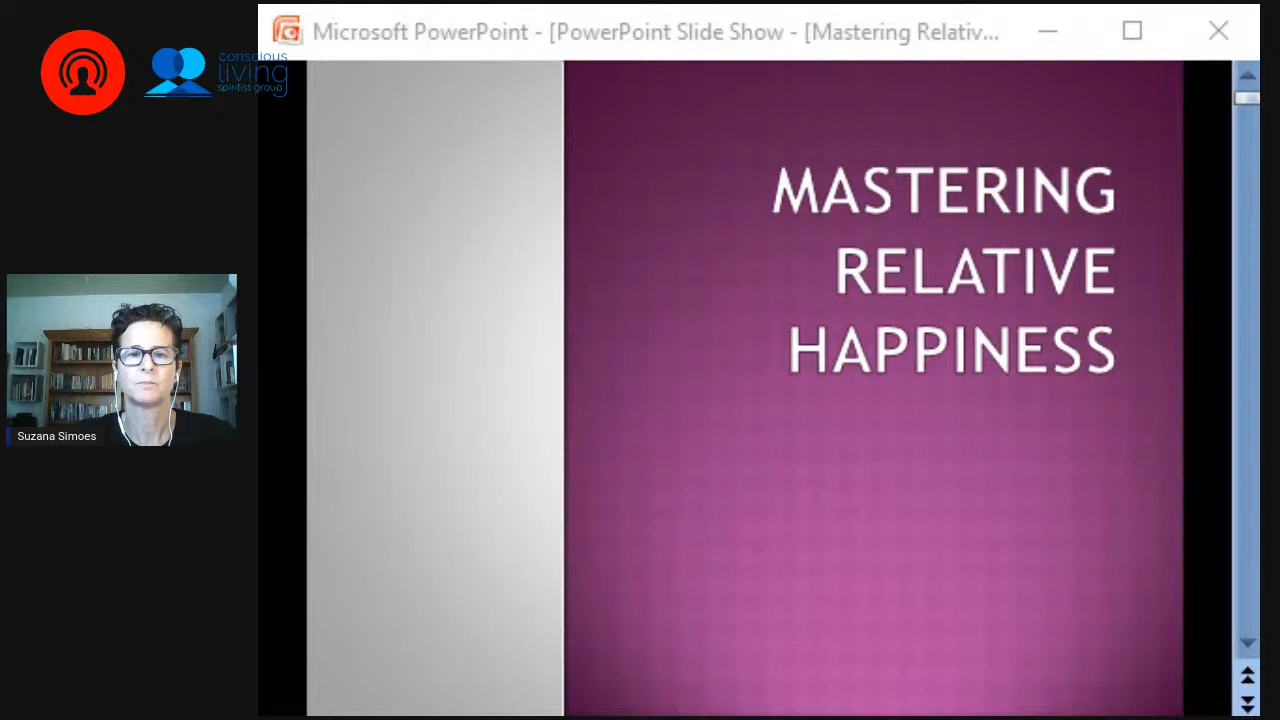 Microsoft PowerPoint - [PowerPoint Slide Show - [Mastering Relativ...
conscious
living
spiritist group
MASTERING
RELATIVE
HAPPINESS
Suzana Simoes